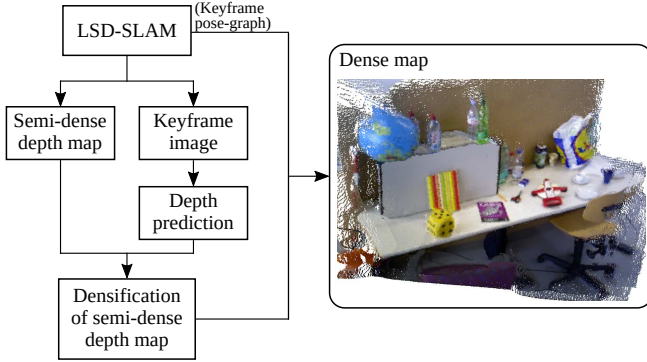 LSD-SLAM
(Keyframe
pose-graph)
Semi-dense
depth map
Keyframe
image
Depth
prediction
Densification
of semi-dense
depth map
Dense map